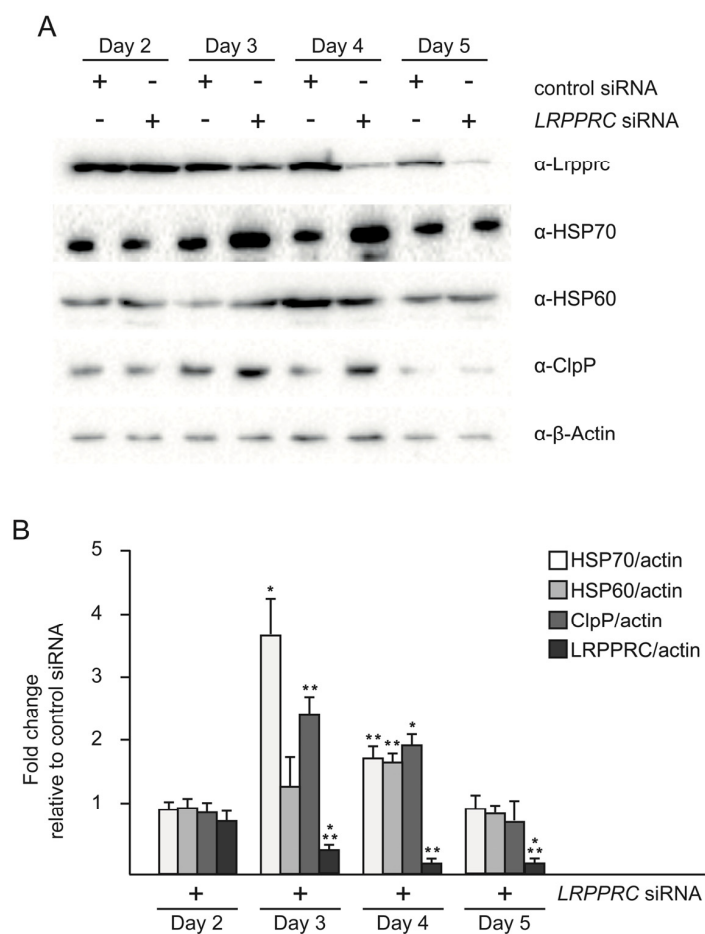 A
Day 2 Day 3 Day 4 Day 5
+ - + - + - + - control siRNA
- + - + - + - + LRPPRC siRNA
α-Lrpprc
α-HSP70
α-HSP60
α-ClpP
α-β-Actin
B
Fold change
relative to control siRNA
5
4
3
2
1
* ** * ** ** ** * ** * **
HSP70/actin
HSP60/actin
ClpP/actin
LRPPRC/actin
+ + + + LRPPRC siRNA
Day 2 Day 3 Day 4 Day 5